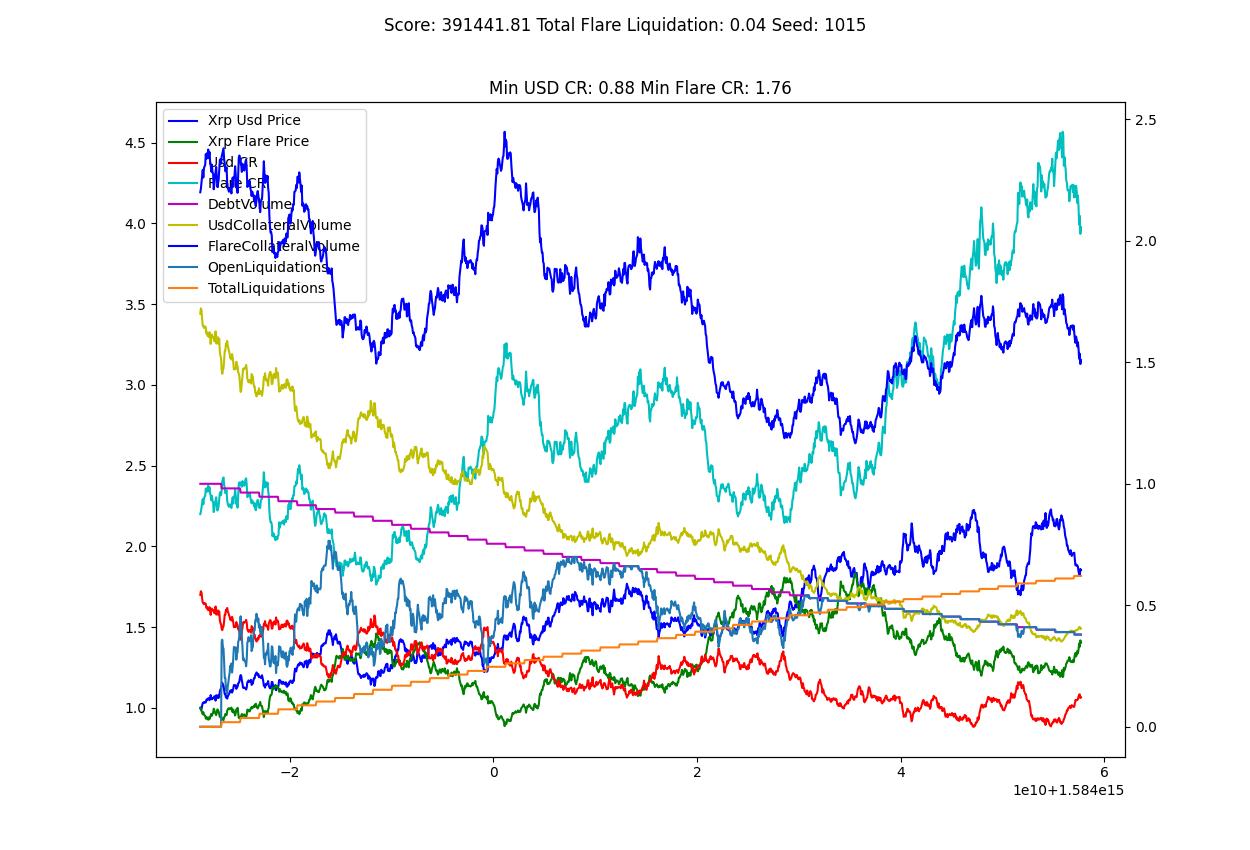 Score: 391441.81 Total Flare Liquidation: 0.04 Seed: 1015
Min USD CR: 0.88 Min Flare CR: 1.76
Xrp Usd Price
Xrp Flare Price
Usd CR
Flare CR
DebtVolume
UsdCollateralVolume
FlareCollateralVolume
OpenLiquidations
TotalLiquidations
4.5
4.0
3.5
3.0
2.5
2.0
1.5
1.0
2.5
2.0
1.5
1.0
0.5
0.0
−2
0
2
4
6
1e10+1.584e15